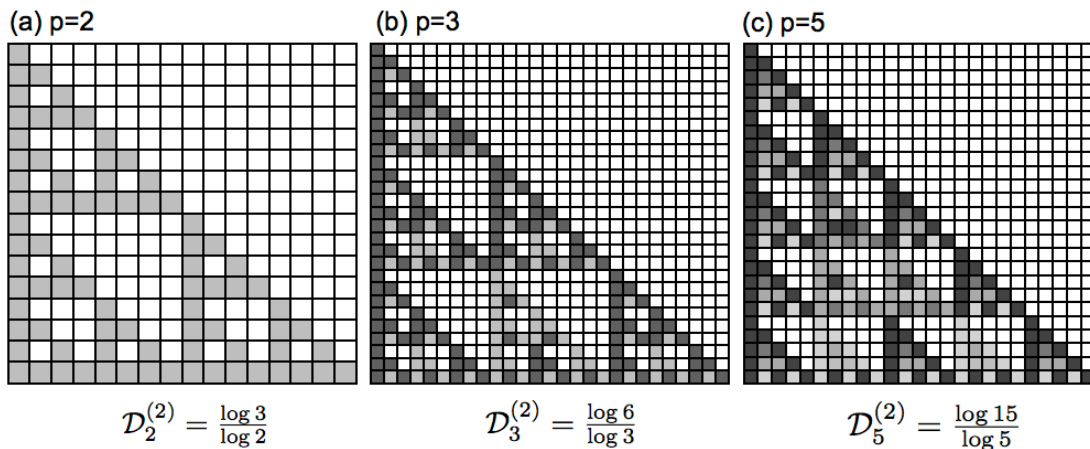 (a) p=2
(b) p=3
(c) p=5
𝒟₂⁽²⁾ = log 3 / log 2
𝒟₃⁽²⁾ = log 6 / log 3
𝒟₅⁽²⁾ = log 15 / log 5